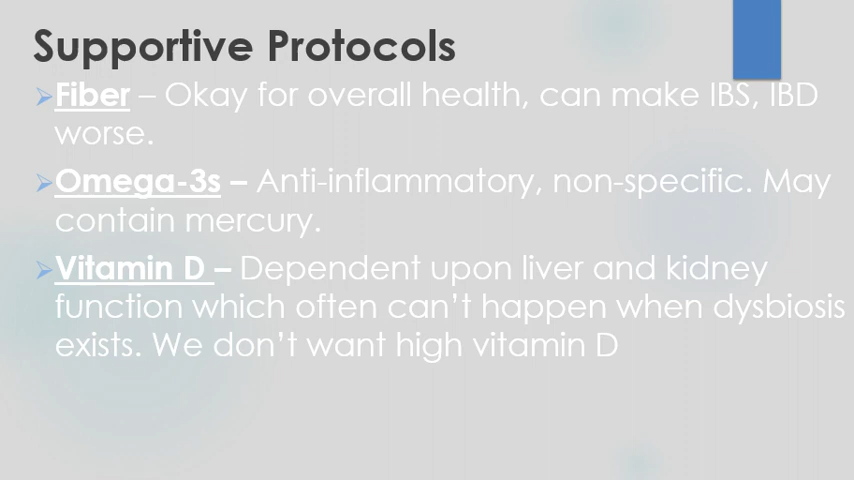 Supportive Protocols
➢Fiber – Okay for overall health, can make IBS, IBD
worse.
➢Omega-3s – Anti-inflammatory, non-specific. May
contain mercury.
➢Vitamin D – Dependent upon liver and kidney
function which often can’t happen when dysbiosis
exists. We don’t want high vitamin D